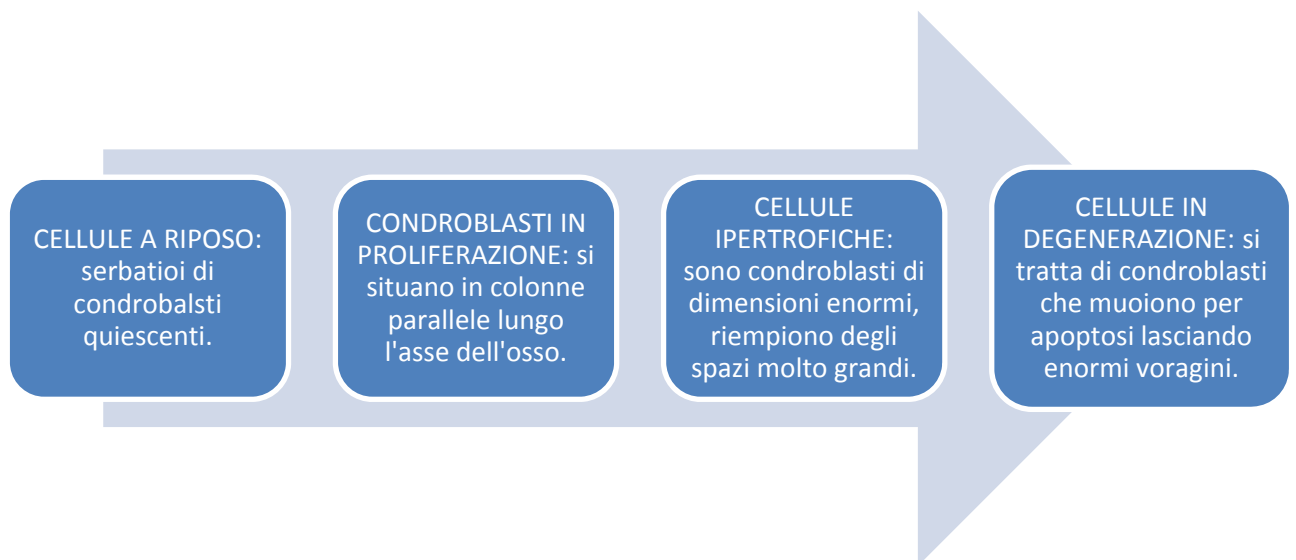 CELLULE A RIPOSO:
serbatioi di
condrobalsti
quiescenti.
CONDROBLASTI IN
PROLIFERAZIONE: si
situano in colonne
parallele lungo
l'asse dell'osso.
CELLULE
IPERTROFICHE:
sono condroblasti di
dimensioni enormi,
riempiono degli
spazi molto grandi.
CELLULE IN
DEGENERAZIONE: si
tratta di condroblasti
che muoiono per
apoptosi lasciando
enormi voragini.